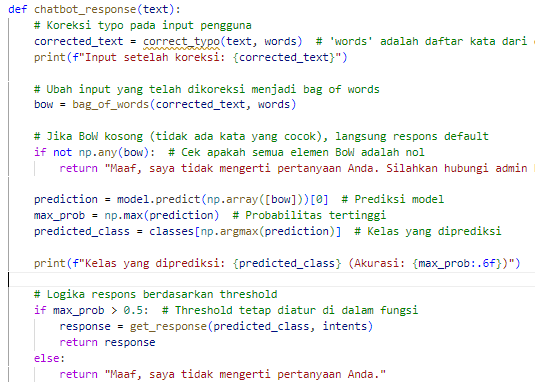 def chatbot_response(text):
    # Koreksi typo pada input pengguna
    corrected_text = correct_typo(text, words)  # 'words' adalah daftar kata dari
    print(f"Input setelah koreksi: {corrected_text}")
    # Ubah input yang telah dikoreksi menjadi bag of words
    bow = bag_of_words(corrected_text, words)
    # Jika BoW kosong (tidak ada kata yang cocok), langsung respons default
    if not np.any(bow):  # Cek apakah semua elemen BoW adalah nol
        return "Maaf, saya tidak mengerti pertanyaan Anda. Silahkan hubungi admin
    prediction = model.predict(np.array([bow]))[0]  # Prediksi model
    max_prob = np.max(prediction)  # Probabilitas tertinggi
    predicted_class = classes[np.argmax(prediction)]  # Kelas yang diprediksi
    print(f"Kelas yang diprediksi: {predicted_class} (Akurasi: {max_prob:.6f})")
    # Logika respons berdasarkan threshold
    if max_prob > 0.5:  # Threshold tetap diatur di dalam fungsi
        response = get_response(predicted_class, intents)
        return response
    else:
        return "Maaf, saya tidak mengerti pertanyaan Anda."